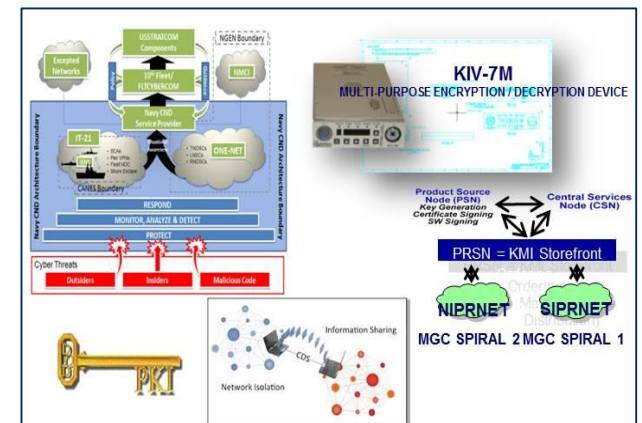 USSTRATCOM
Components
NGEN Boundary
Excepted
Networks
Policy
10th Fleet/
FLTCYBERCOM
Guidance
NMCI
Navy CND
Service Provider
Navy CND Architecture Boundary
IT-21
CANES Boundary
ONE-NET
Navy CND Architecture Boundary
RESPOND
MONITOR, ANALYZE & DETECT
PROTECT
Cyber Threats
Outsiders
Insiders
Malicious Code
KIV-7M
MULTI-PURPOSE ENCRYPTION / DECRYPTION DEVICE
Product Source
Node (PSN)
Key Generation
Certificate Signing
SW Signing
Central Services
Node (CSN)
PRSN = KMI Storefront
NIPRNET
SIPRNET
MGC SPIRAL 2 MGC SPIRAL 1
PKI
Information Sharing
CDS
Network Isolation